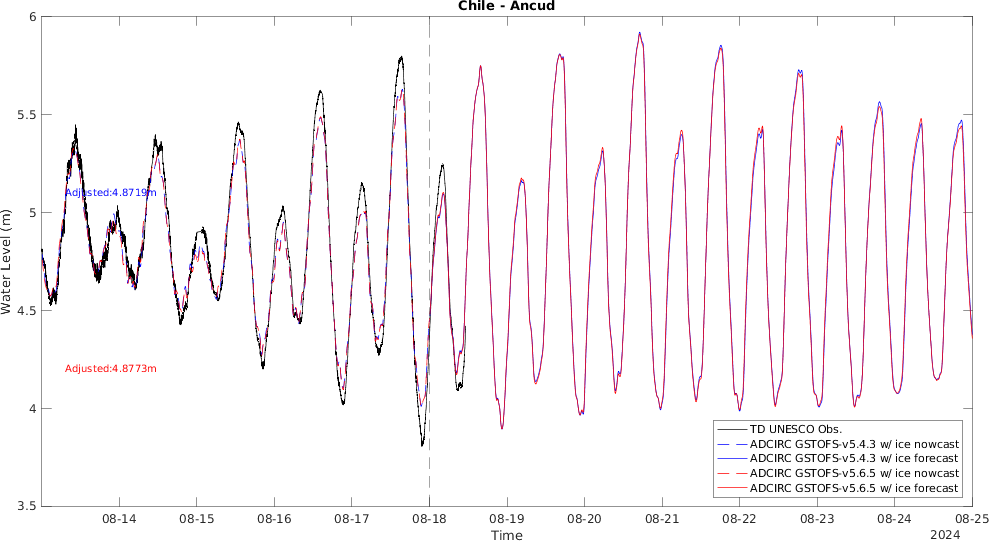 Chile - Ancud
6
5.5
5
4.5
4
3.5
Water Level (m)
Adjusted:4.8719m
Adjusted:4.8773m
TD UNESCO Obs.
ADCIRC GSTOFS-v5.4.3 w/ ice nowcast
ADCIRC GSTOFS-v5.4.3 w/ ice forecast
ADCIRC GSTOFS-v5.6.5 w/ ice nowcast
ADCIRC GSTOFS-v5.6.5 w/ ice forecast
08-14 08-15 08-16 08-17 08-18 08-19 08-20 08-21 08-22 08-23 08-24 08-25
Time
2024